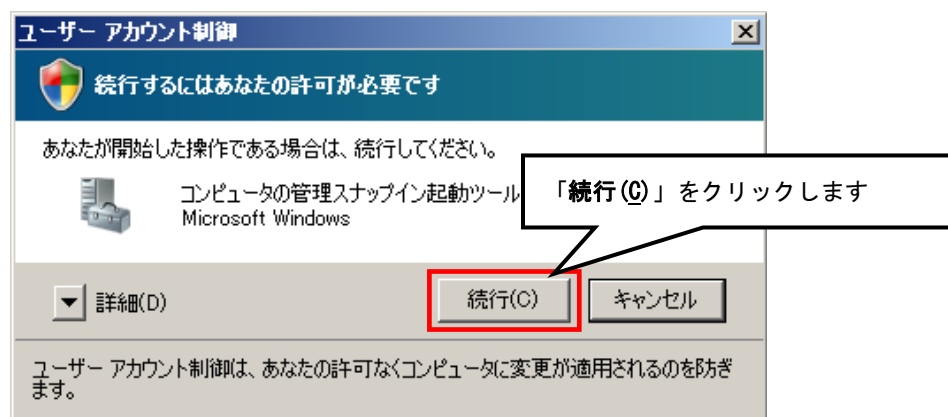 ユーザー アカウント制御
続行するにはあなたの許可が必要です
あなたが開始した操作である場合は、続行してください。
コンピュータの管理スナップイン起動ツール
Microsoft Windows
「続行(C)」をクリックします
詳細(D)
続行(C)
キャンセル
ユーザー アカウント制御は、あなたの許可なくコンピュータに変更が適用されるのを防ぎ
ます。